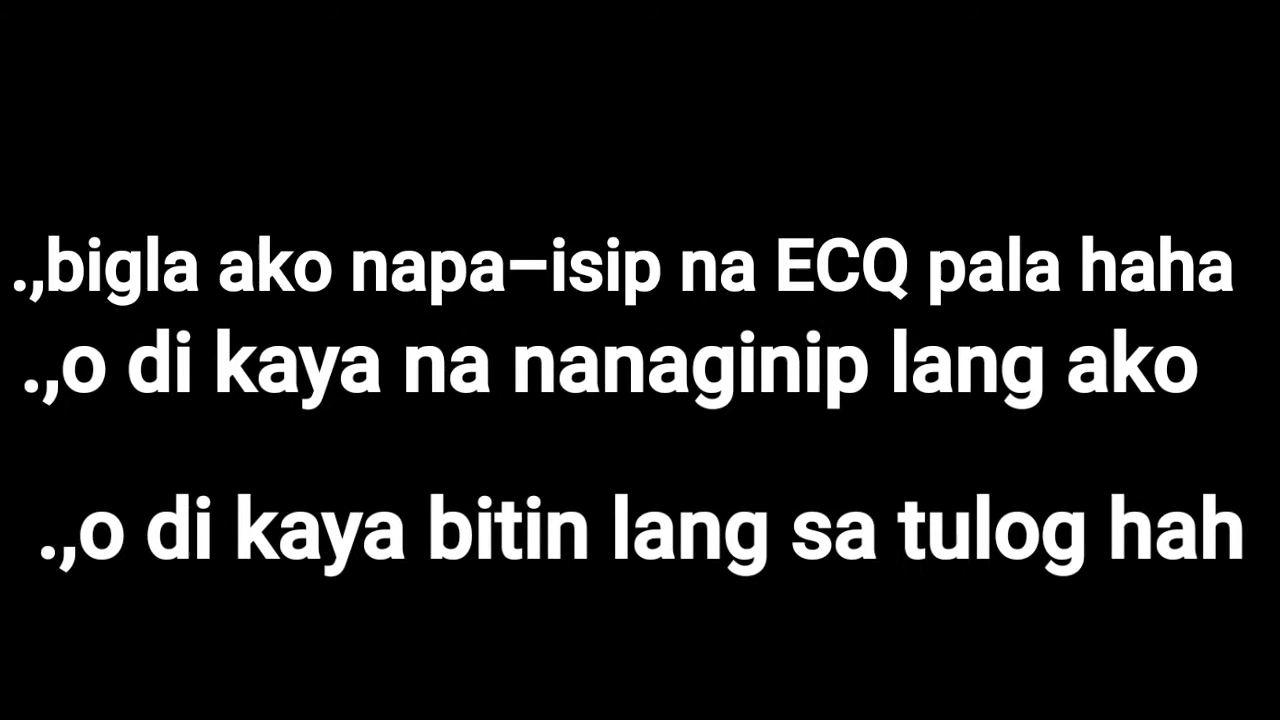 .,bigla ako napa–isip na ECQ pala haha
.,o di kaya na nanaginip lang ako
.,o di kaya bitin lang sa tulog hah